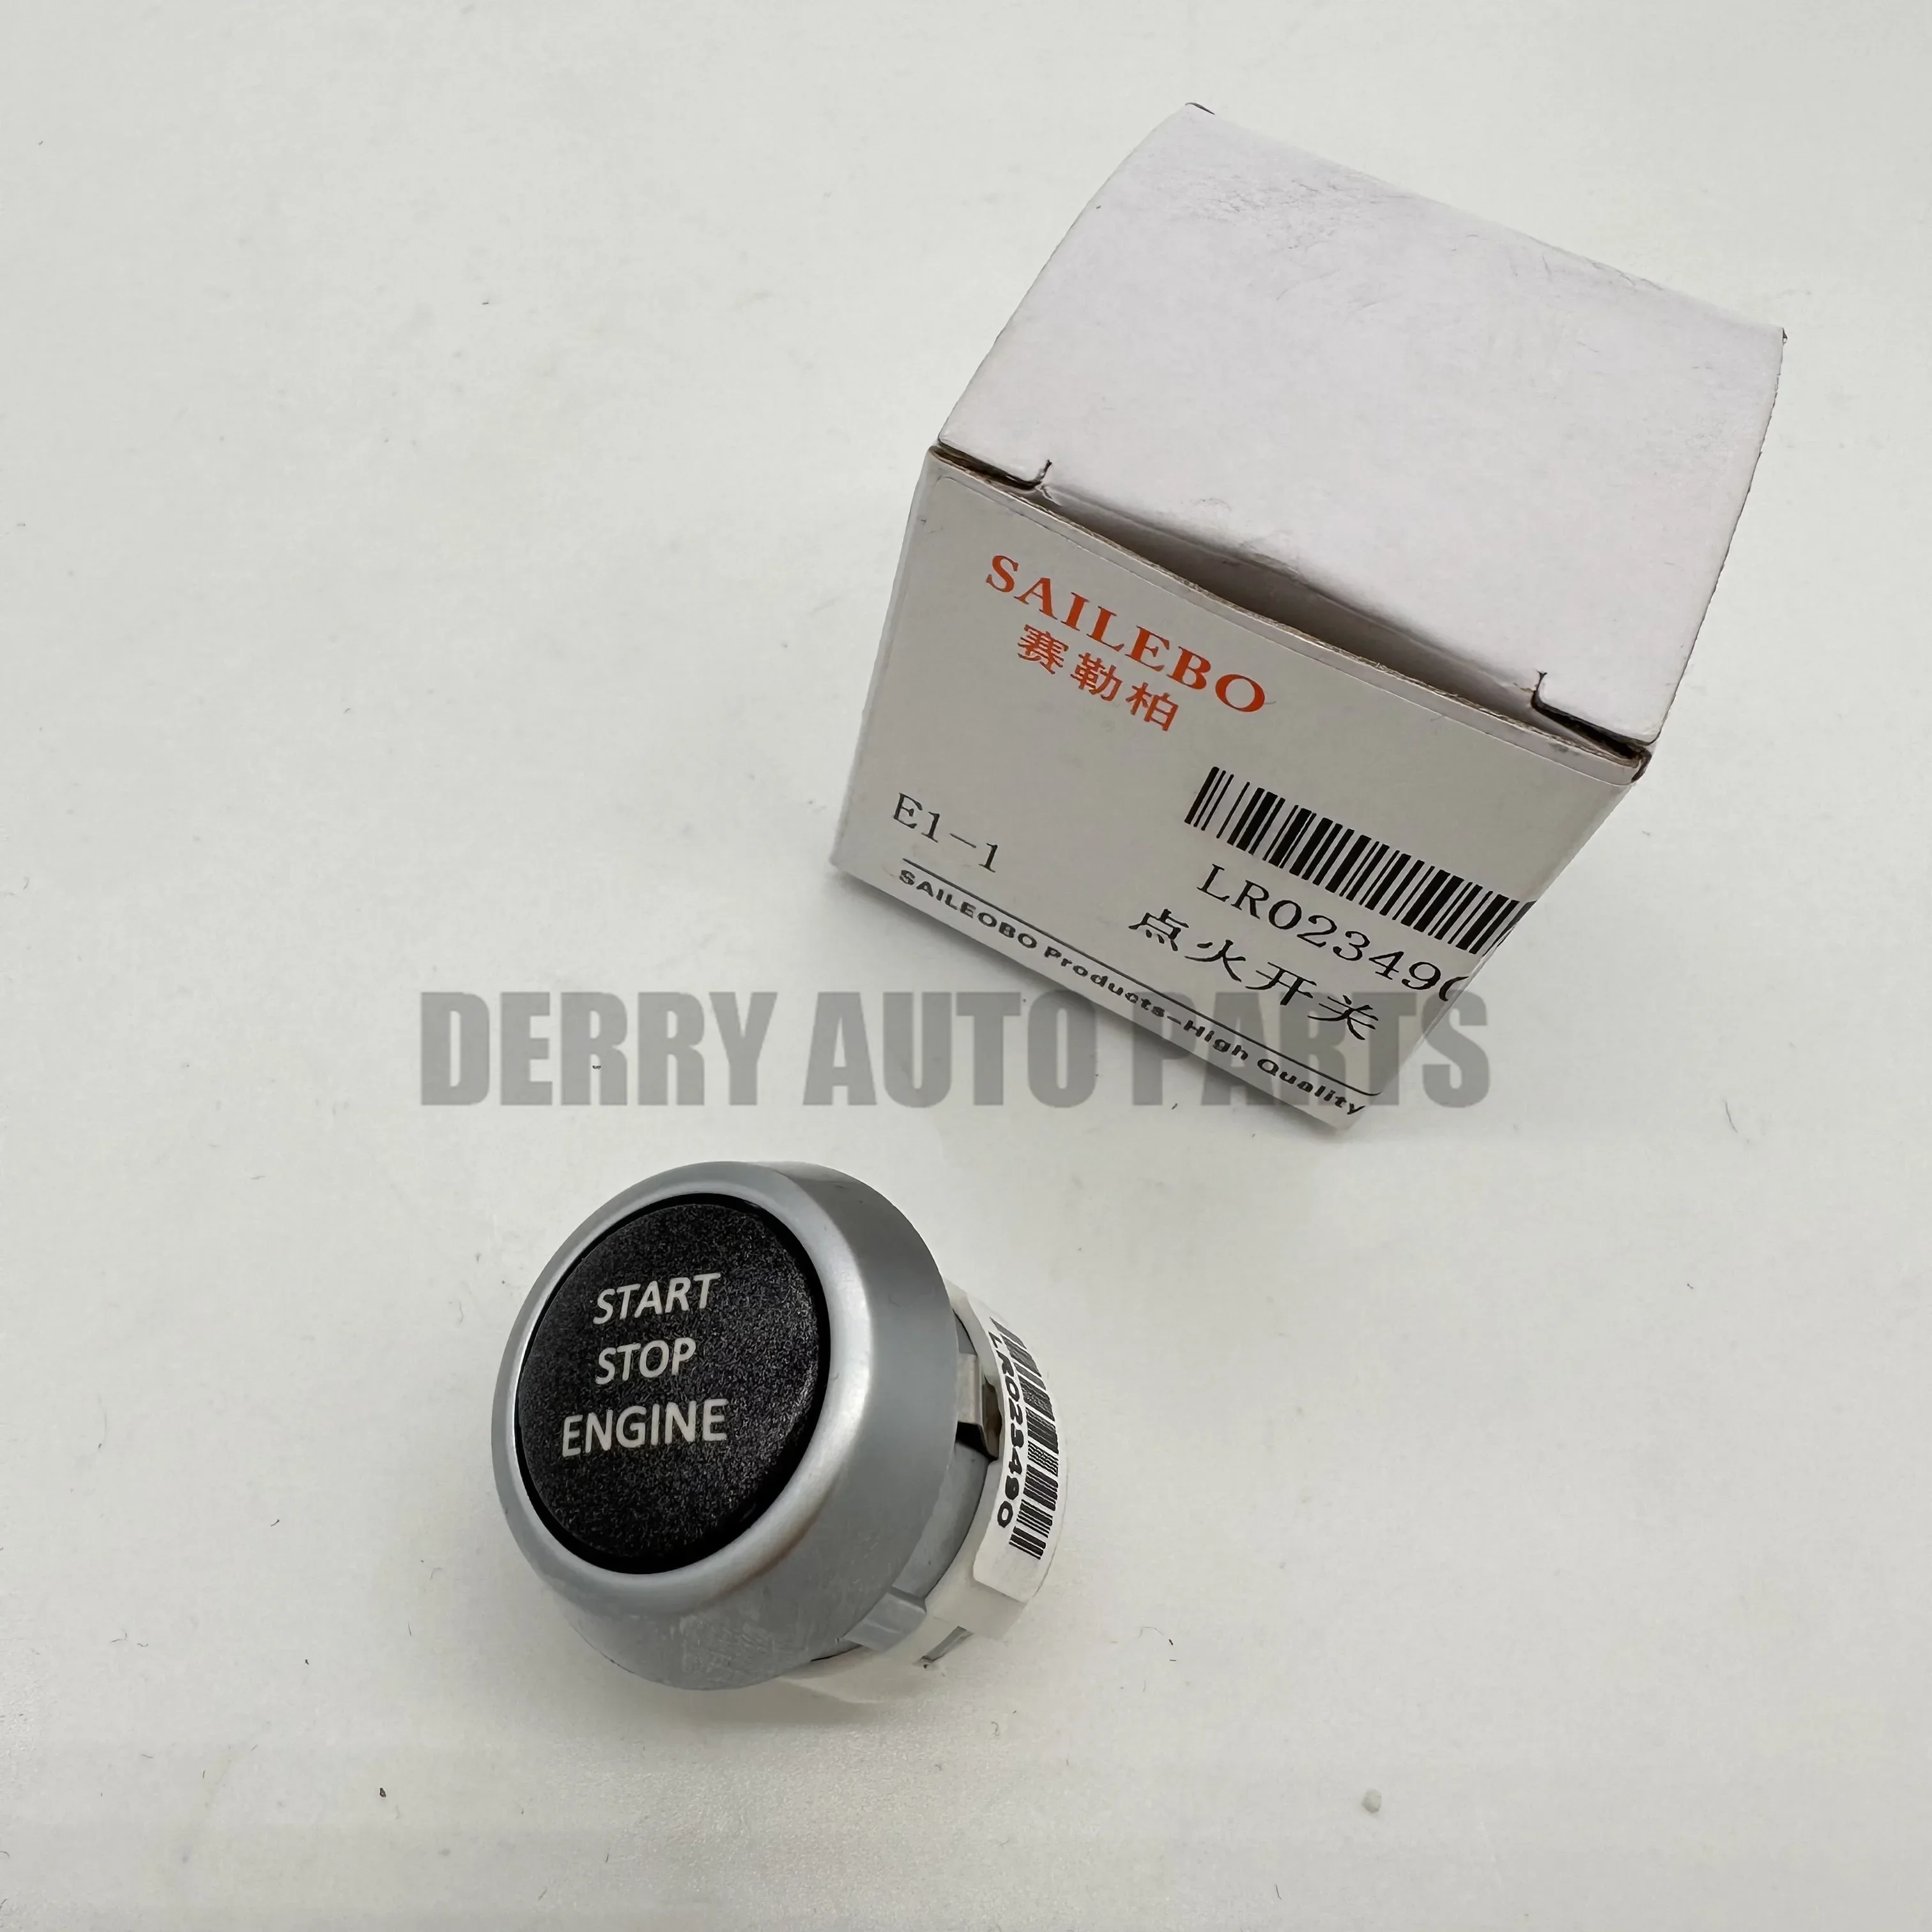 SAILEBO
赛勒柏
E1-1
LR023490
点火开关
SAILEOBO Products-High Quality
DERRY AUTO PARTS
START
STOP
ENGINE
LR023490